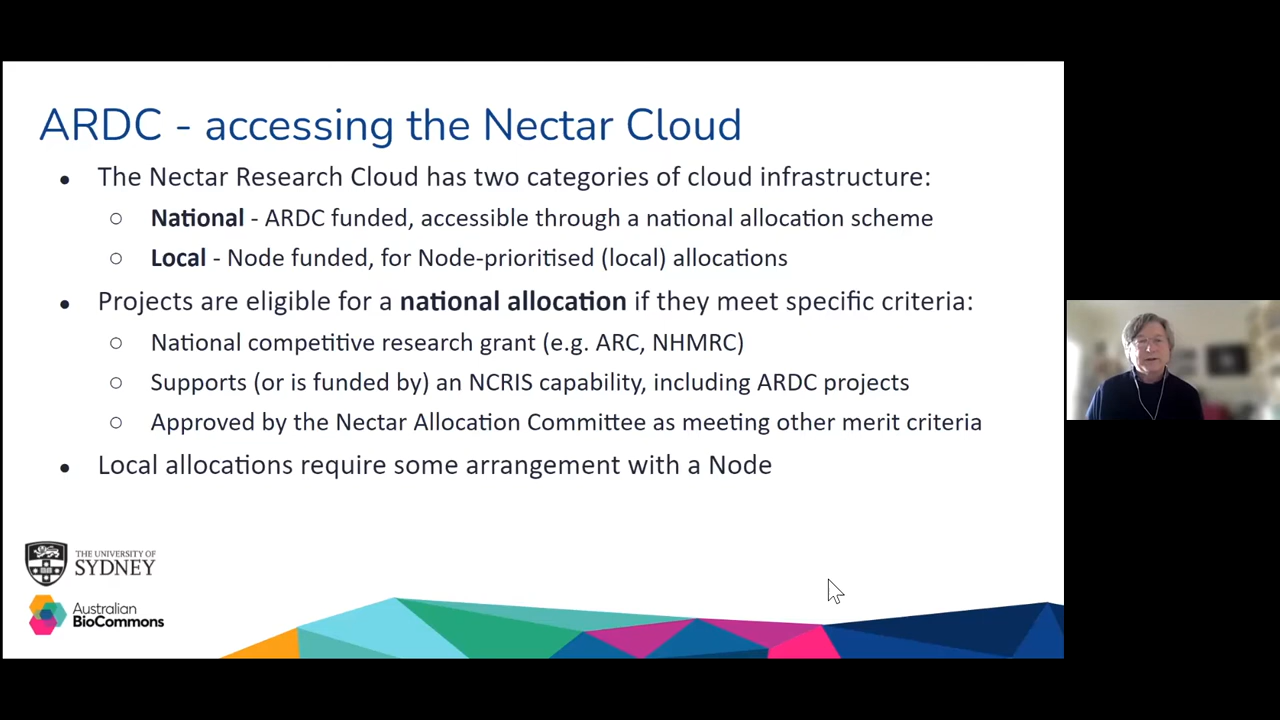 ARDC - accessing the Nectar Cloud
● The Nectar Research Cloud has two categories of cloud infrastructure:
○ National - ARDC funded, accessible through a national allocation scheme
○ Local - Node funded, for Node-prioritised (local) allocations
● Projects are eligible for a national allocation if they meet specific criteria:
○ National competitive research grant (e.g. ARC, NHMRC)
○ Supports (or is funded by) an NCRIS capability, including ARDC projects
○ Approved by the Nectar Allocation Committee as meeting other merit criteria
● Local allocations require some arrangement with a Node
THE UNIVERSITY OF
SYDNEY
Australian
BioCommons